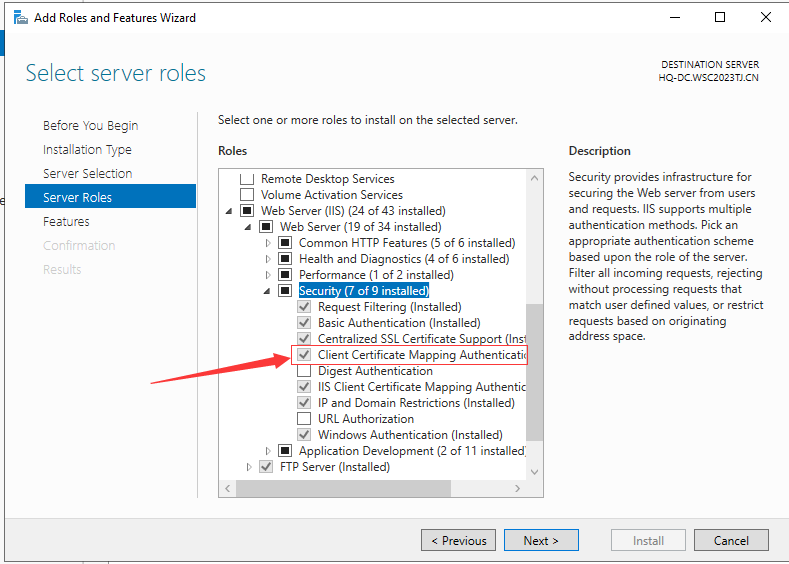 Add Roles and Features Wizard
Select server roles
DESTINATION SERVER
HQ-DC.WSC2023TJ.CN
Before You Begin
Installation Type
Server Selection
Server Roles
Features
Confirmation
Results
Select one or more roles to install on the selected server.
Roles
Remote Desktop Services
Volume Activation Services
Web Server (IIS) (24 of 43 installed)
Web Server (19 of 34 installed)
Common HTTP Features (5 of 6 installed)
Health and Diagnostics (4 of 6 installed)
Performance (1 of 2 installed)
Security (7 of 9 installed)
Request Filtering (Installed)
Basic Authentication (Installed)
Centralized SSL Certificate Support (Inst
Client Certificate Mapping Authenticatio
Digest Authentication
IIS Client Certificate Mapping Authentic
IP and Domain Restrictions (Installed)
URL Authorization
Windows Authentication (Installed)
Application Development (2 of 11 installed)
FTP Server (Installed)
Description
Security provides infrastructure for
securing the Web server from users
and requests. IIS supports multiple
authentication methods. Pick an
appropriate authentication scheme
based upon the role of the server.
Filter all incoming requests, rejecting
without processing requests that
match user defined values, or restrict
requests based on originating
address space.
< Previous
Next >
Install
Cancel